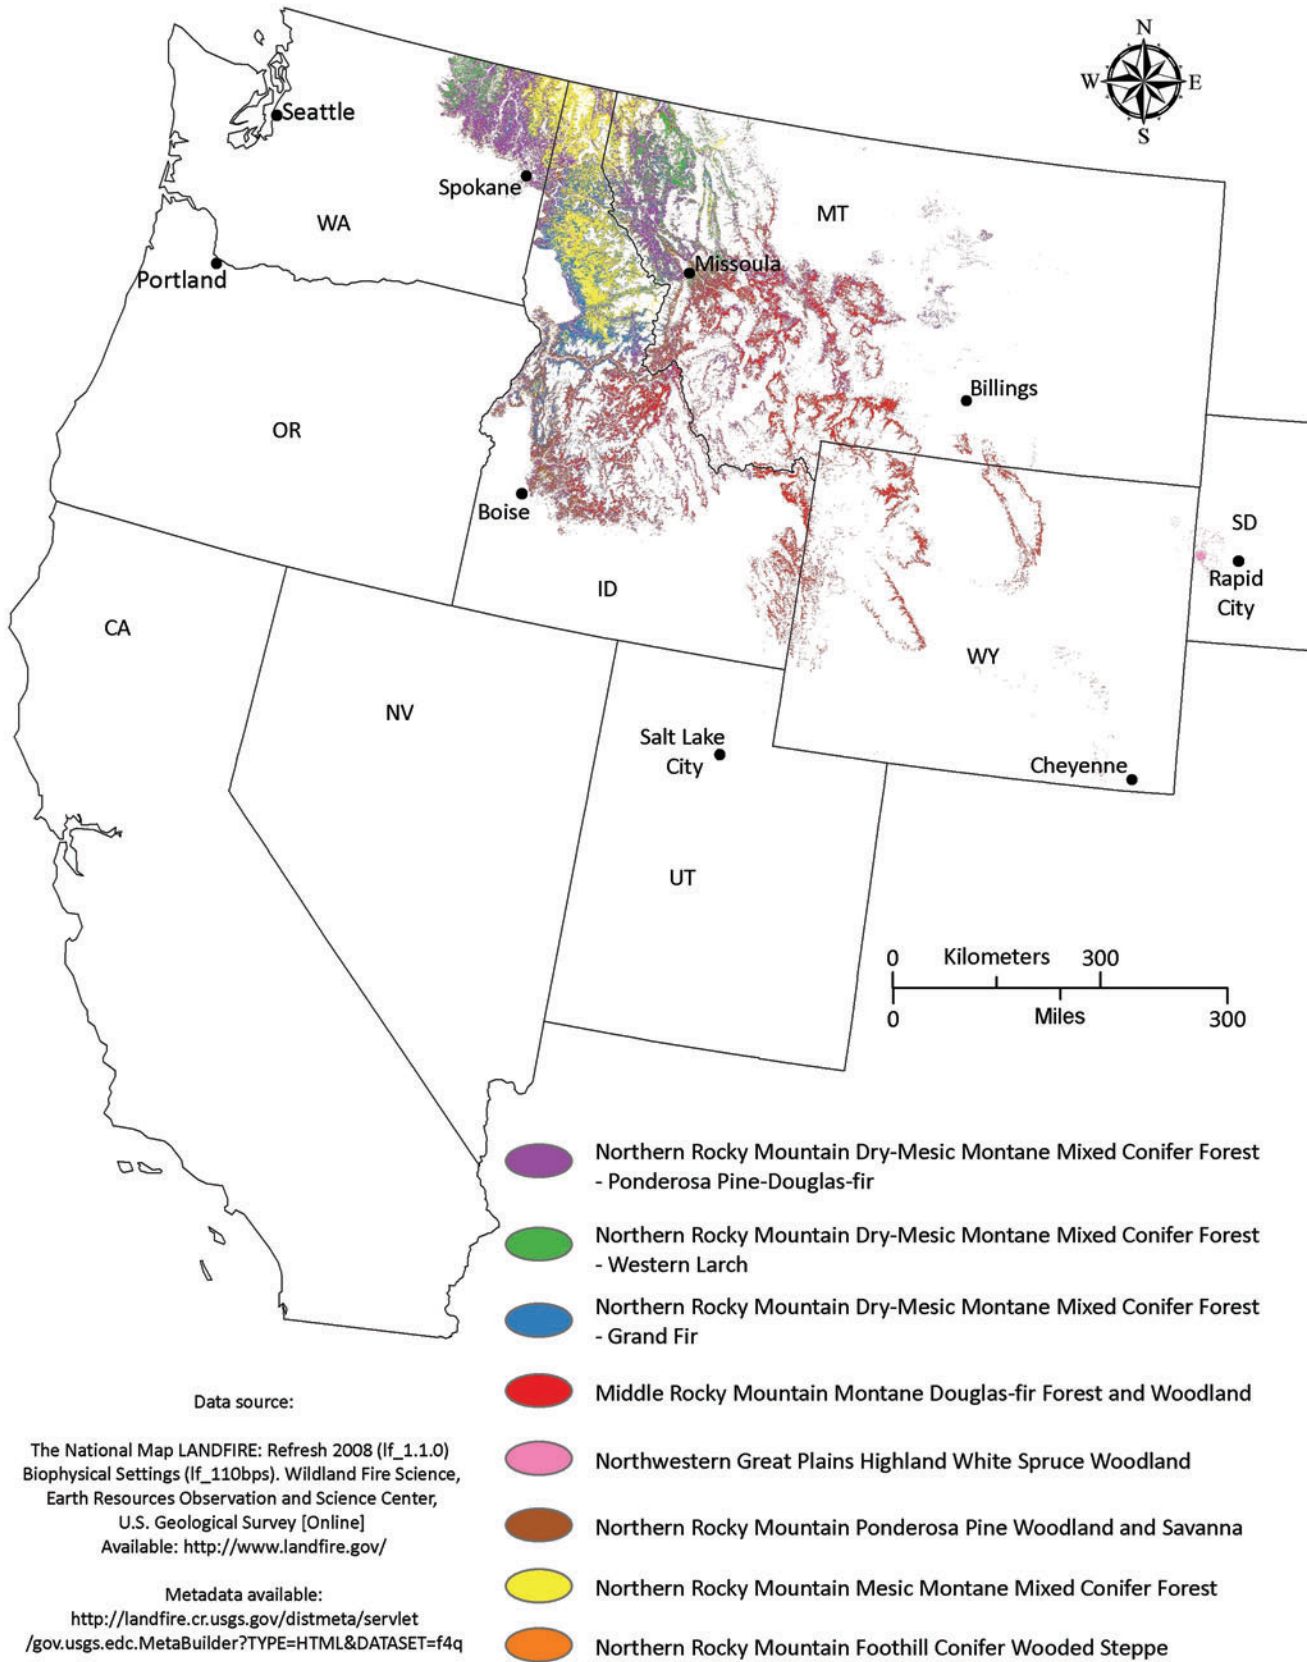 N
W E
S
Seattle
Spokane
WA
MT
Portland
Missoula
Billings
OR
Boise
SD
Rapid
City
ID
CA
WY
NV
Salt Lake
City
Cheyenne
UT
0 Kilometers 300
0 Miles 300
Northern Rocky Mountain Dry-Mesic Montane Mixed Conifer Forest
- Ponderosa Pine-Douglas-fir
Northern Rocky Mountain Dry-Mesic Montane Mixed Conifer Forest
- Western Larch
Northern Rocky Mountain Dry-Mesic Montane Mixed Conifer Forest
- Grand Fir
Middle Rocky Mountain Montane Douglas-fir Forest and Woodland
Northwestern Great Plains Highland White Spruce Woodland
Northern Rocky Mountain Ponderosa Pine Woodland and Savanna
Northern Rocky Mountain Mesic Montane Mixed Conifer Forest
Northern Rocky Mountain Foothill Conifer Wooded Steppe
Data source:
The National Map LANDFIRE: Refresh 2008 (lf_1.1.0)
Biophysical Settings (lf_110bps). Wildland Fire Science,
Earth Resources Observation and Science Center,
U.S. Geological Survey [Online]
Available: http://www.landfire.gov/
Metadata available:
http://landfire.cr.usgs.gov/distmeta/servlet
/gov.usgs.edc.MetaBuilder?TYPE=HTML&DATASET=f4q